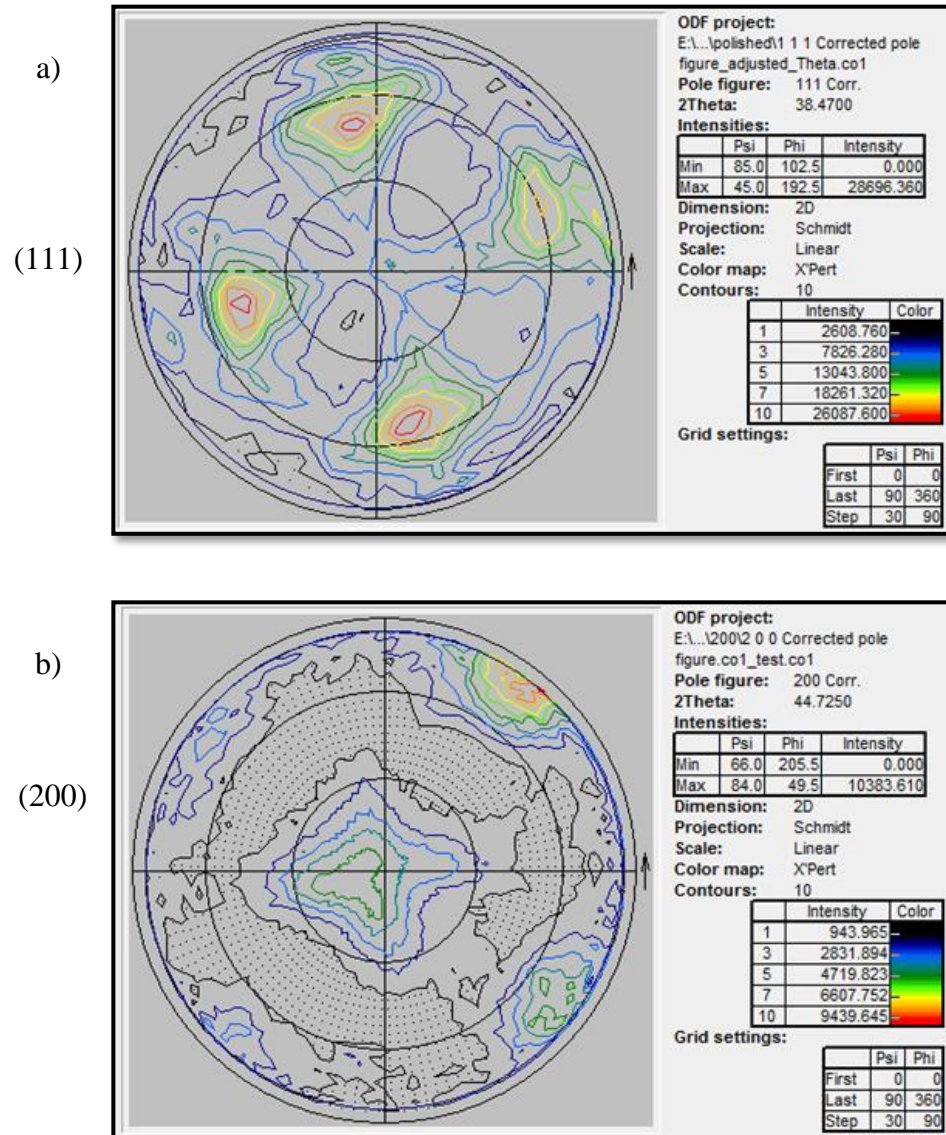 a)
(111)
ODF project:
E:\...\polished\1 1 1 Corrected pole
figure_adjusted_Theta.co1
Pole figure: 111 Corr.
2Theta: 38.4700
Intensities:
Psi Phi Intensity
Min 85.0 102.5 0.000
Max 45.0 192.5 28696.360
Dimension: 2D
Projection: Schmidt
Scale: Linear
Color map: X'Pert
Contours: 10
Intensity Color
1 2608.760
3 7826.280
5 13043.800
7 18261.320
10 26087.600
Grid settings:
Psi Phi
First 0 0
Last 90 360
Step 30 90
b)
(200)
ODF project:
E:\...\200\2 0 0 Corrected pole
figure.co1_test.co1
Pole figure: 200 Corr.
2Theta: 44.7250
Intensities:
Psi Phi Intensity
Min 66.0 205.5 0.000
Max 84.0 49.5 10383.610
Dimension: 2D
Projection: Schmidt
Scale: Linear
Color map: X'Pert
Contours: 10
Intensity Color
1 943.965
3 2831.894
5 4719.823
7 6607.752
10 9439.645
Grid settings:
Psi Phi
First 0 0
Last 90 360
Step 30 90